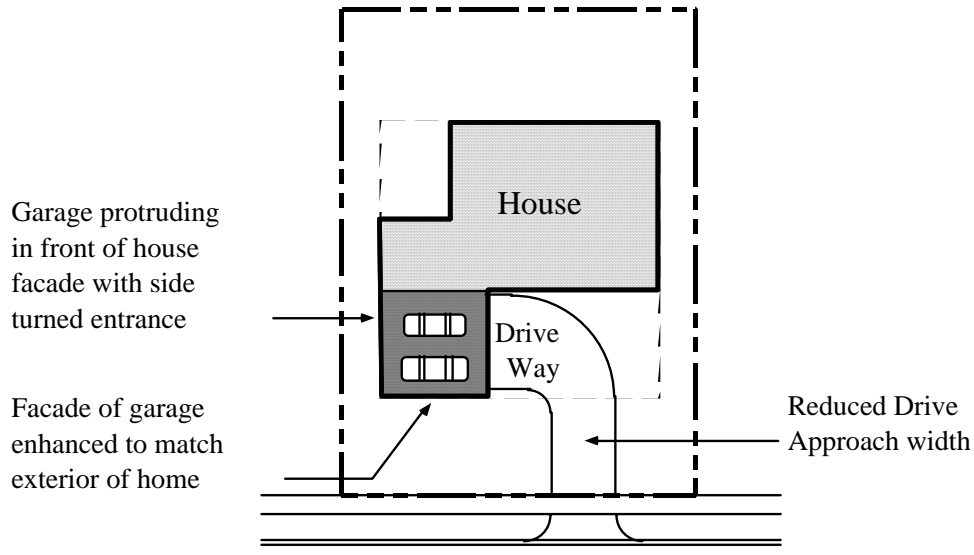 House
Garage protruding
in front of house
facade with side
turned entrance
Drive
Way
Facade of garage
enhanced to match
exterior of home
Reduced Drive
Approach width